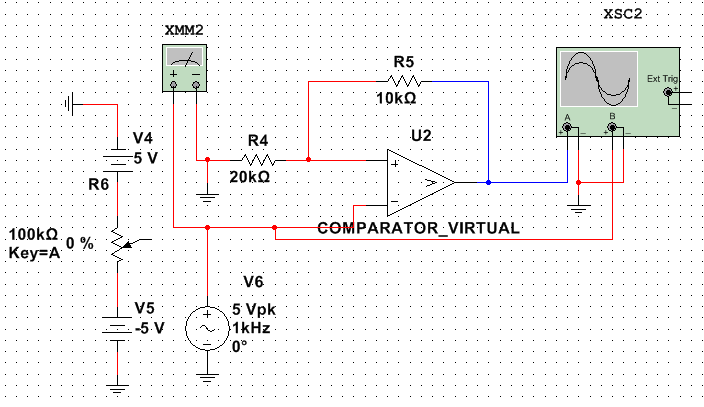 XSC2
XMM2
Ext Trig
+
−
R5
10kΩ
A
B
+ − + −
+ −
U2
V4
5 V
R4
20kΩ
+
>
−
R6
100kΩ
Key=A
0 %
COMPARATOR_VIRTUAL
V6
V5
-5 V
+
−
5 Vpk
1kHz
0°